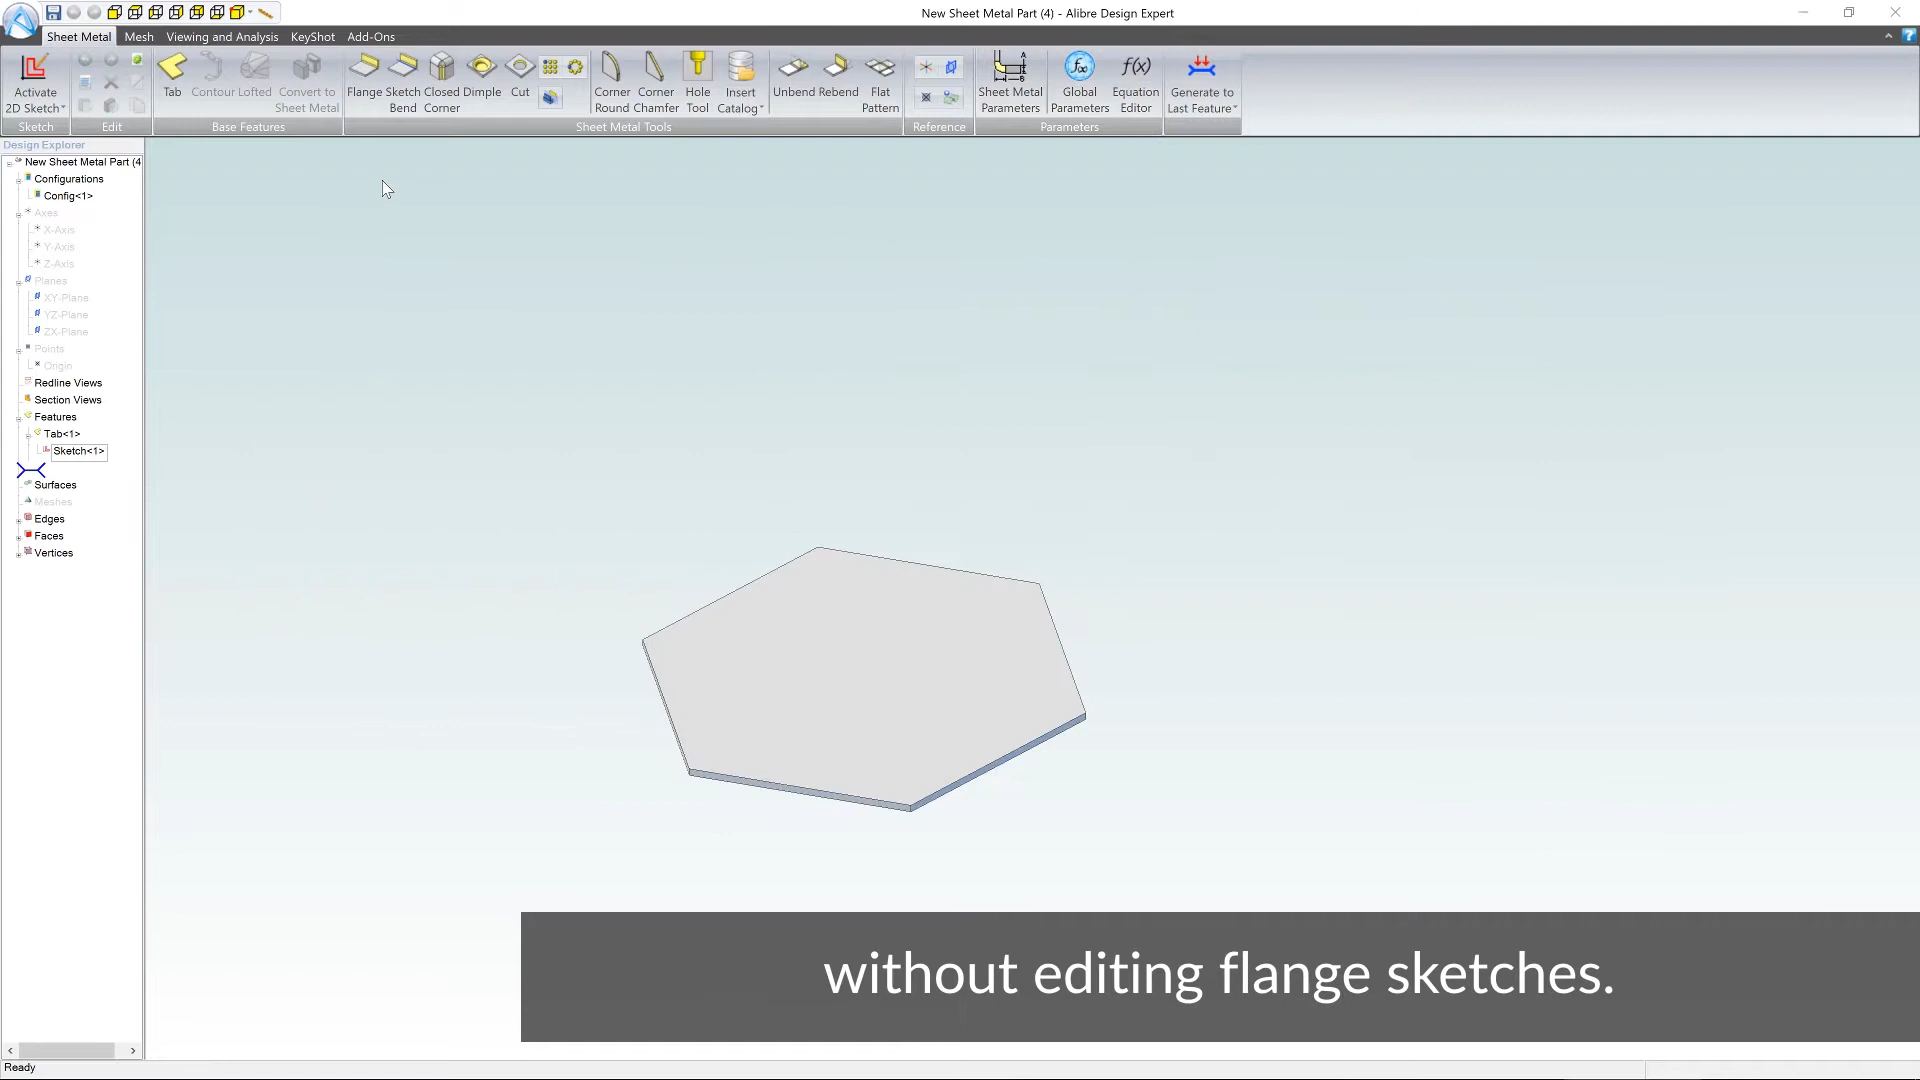 New Sheet Metal Part (4) - Alibre Design Expert
Sheet Metal Mesh Viewing and Analysis KeyShot Add-Ons
Activate 2D Sketch
Tab
Contour
Lofted
Convert to Sheet Metal
Flange
Sketch Bend
Closed Corner
Dimple
Cut
Corner Round
Corner Chamfer
Hole Tool
Insert Catalog
Unbend
Rebend
Flat Pattern
Sheet Metal Parameters
Global Parameters
f(x)
Equation Editor
Generate to Last Feature
Sketch Edit Base Features Sheet Metal Tools Reference Parameters
Design Explorer
New Sheet Metal Part (4
Configurations
Config<1>
Axes
X-Axis
Y-Axis
Z-Axis
Planes
XY-Plane
YZ-Plane
ZX-Plane
Points
Origin
Redline Views
Section Views
Features
Tab<1>
Sketch<1>
Surfaces
Meshes
Edges
Faces
Vertices
without editing flange sketches.
Ready